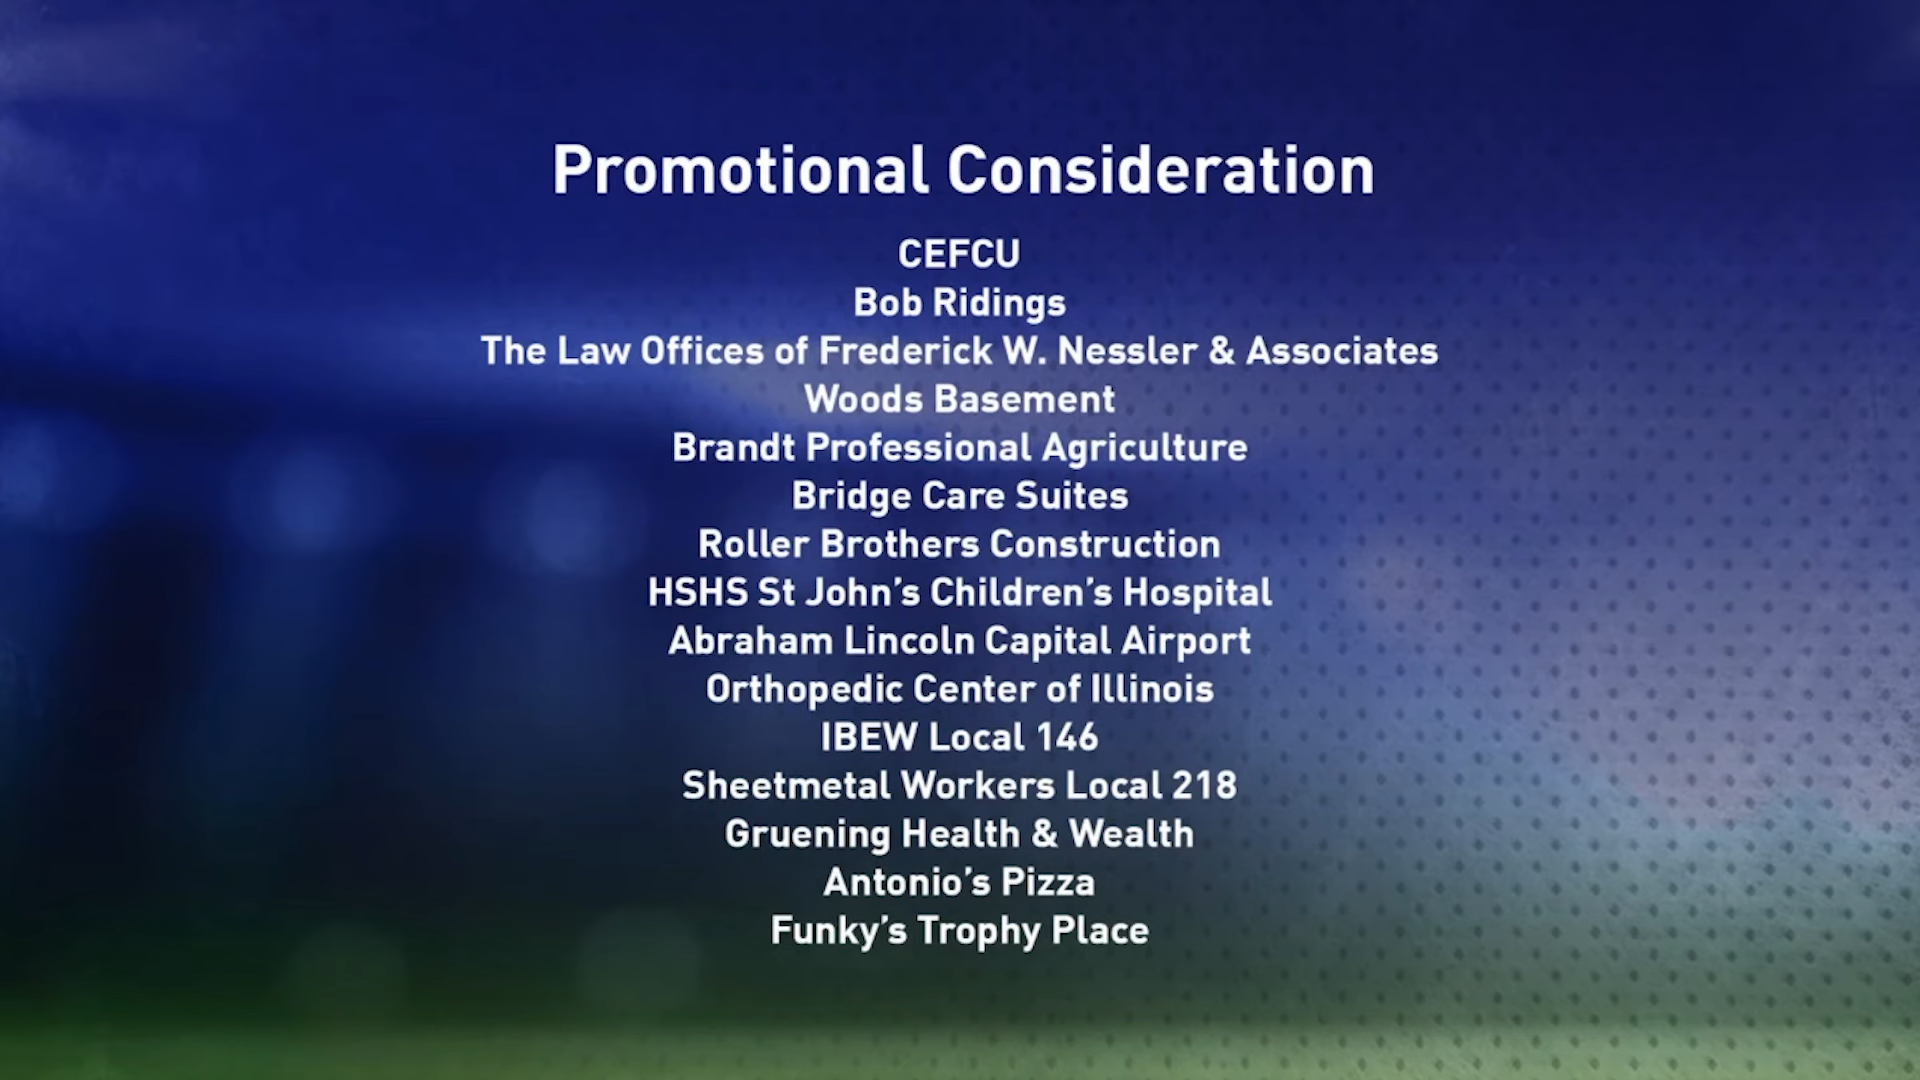 Promotional Consideration
CEFCU
Bob Ridings
The Law Offices of Frederick W. Nessler & Associates
Woods Basement
Brandt Professional Agriculture
Bridge Care Suites
Roller Brothers Construction
HSHS St John’s Children’s Hospital
Abraham Lincoln Capital Airport
Orthopedic Center of Illinois
IBEW Local 146
Sheetmetal Workers Local 218
Gruening Health & Wealth
Antonio’s Pizza
Funky’s Trophy Place